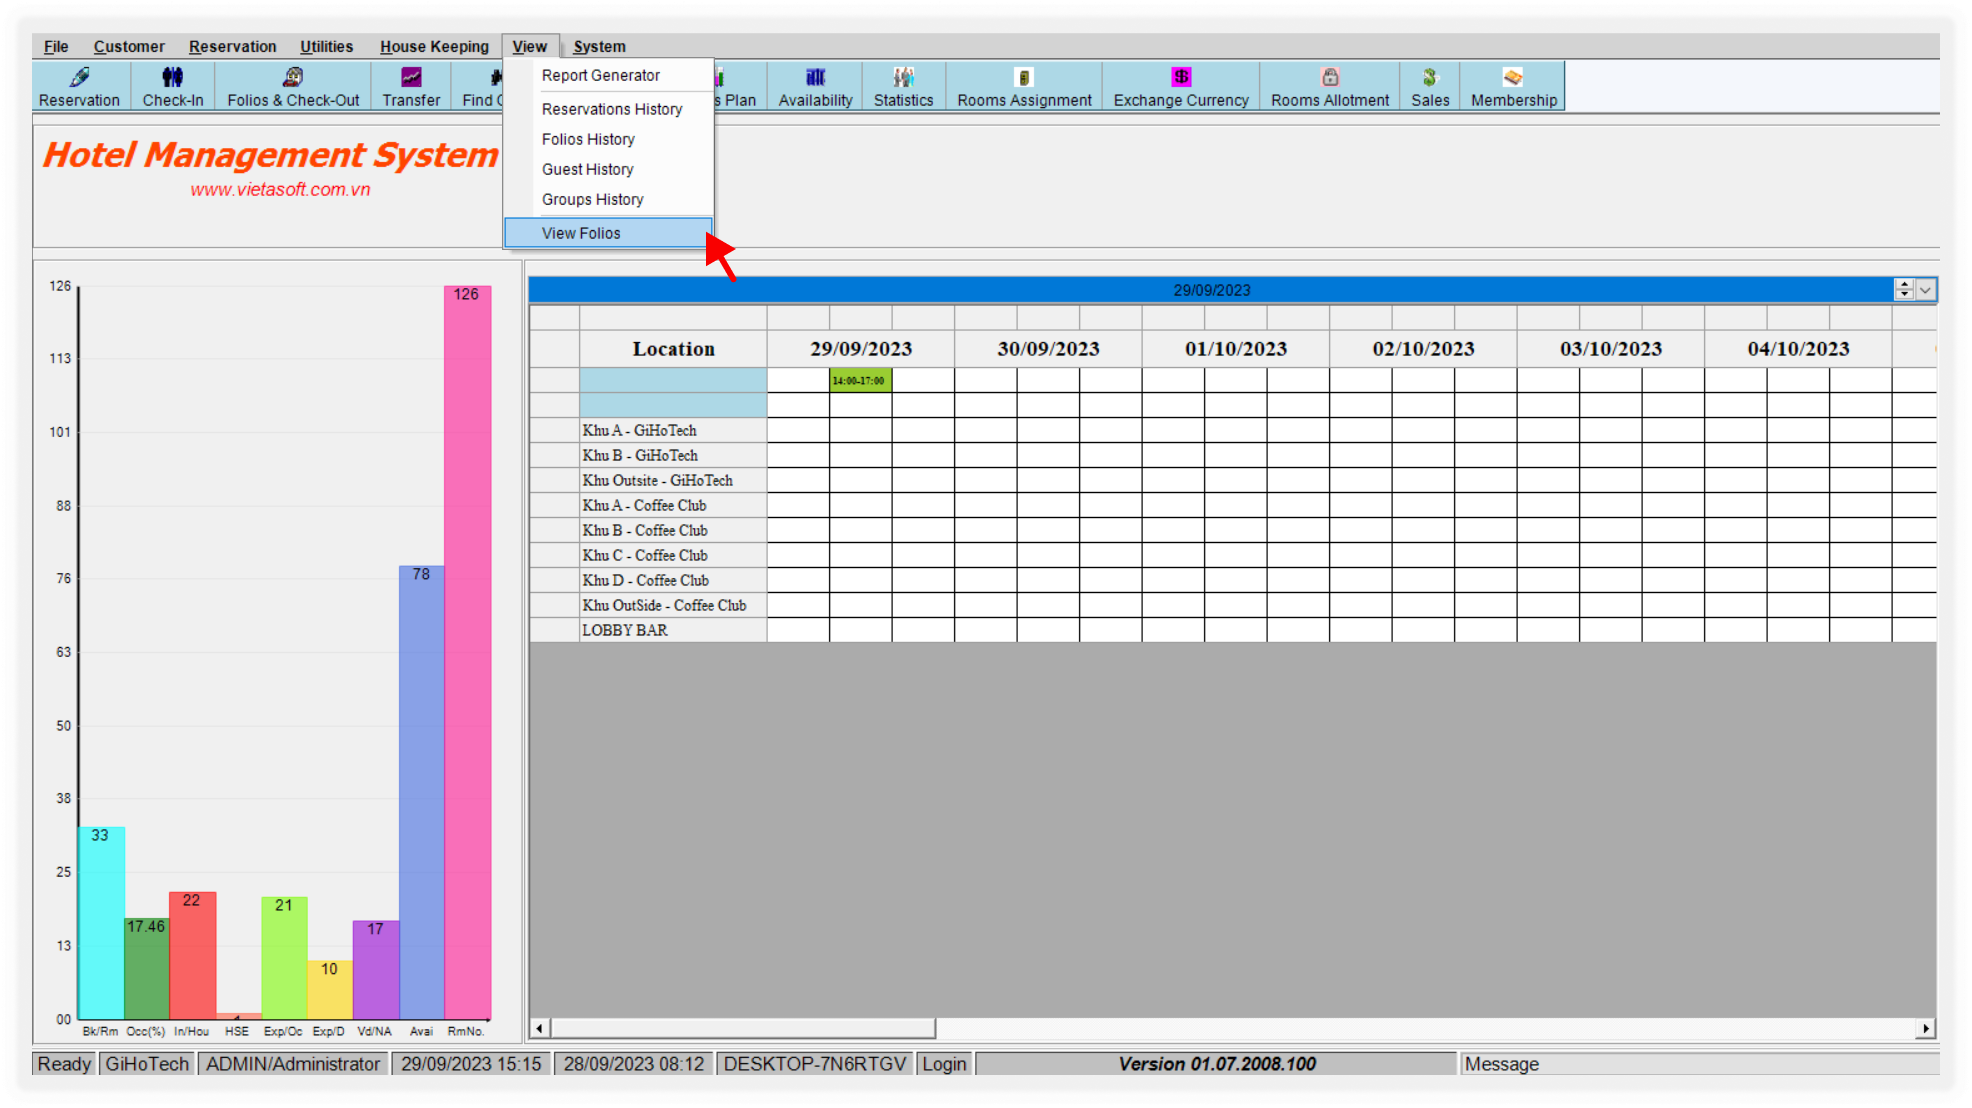 File Customer Reservation Utilities House Keeping View System
Reservation Check-In Folios & Check-Out Transfer Find s Plan Availability Statistics Rooms Assignment Exchange Currency Rooms Allotment Sales Membership
Report Generator
Reservations History
Folios History
Guest History
Groups History
View Folios
Hotel Management System
www.vietasoft.com.vn
126
113
101
88
76
63
50
38
25
13
00
33
17.46
22
1
21
10
17
78
126
Bk/Rm Occ(%) In/Hou HSE Exp/Oc Exp/D Vd/NA Avai RmNo.
29/09/2023
Location 29/09/2023 30/09/2023 01/10/2023 02/10/2023 03/10/2023 04/10/2023
14:00-17:00
Khu A - GiHoTech
Khu B - GiHoTech
Khu Outsite - GiHoTech
Khu A - Coffee Club
Khu B - Coffee Club
Khu C - Coffee Club
Khu D - Coffee Club
Khu OutSide - Coffee Club
LOBBY BAR
Ready GiHoTech ADMIN/Administrator 29/09/2023 15:15 28/09/2023 08:12 DESKTOP-7N6RTGV Login Version 01.07.2008.100 Message